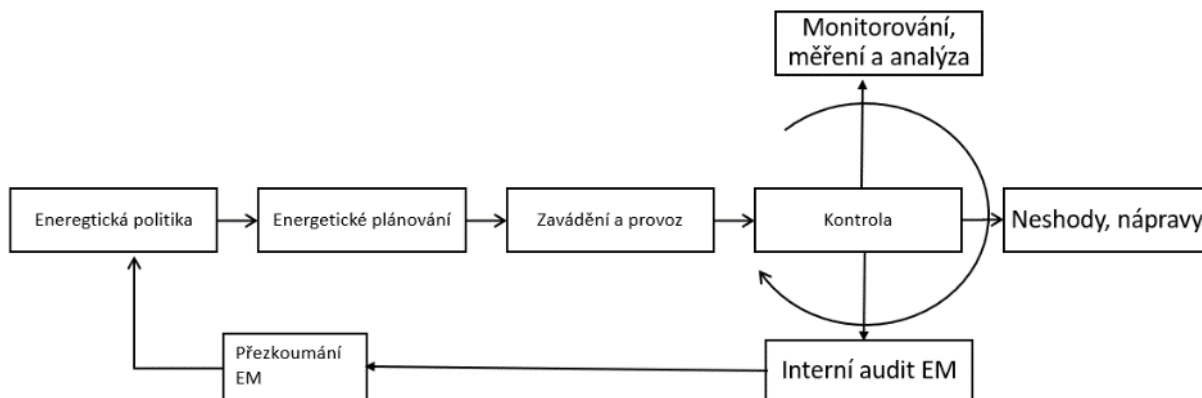 Monitorování,
měření a analýza
Eneregtická politika
Energetické plánování
Zavádění a provoz
Kontrola
Neshody, nápravy
Přezkoumání
EM
Interní audit EM